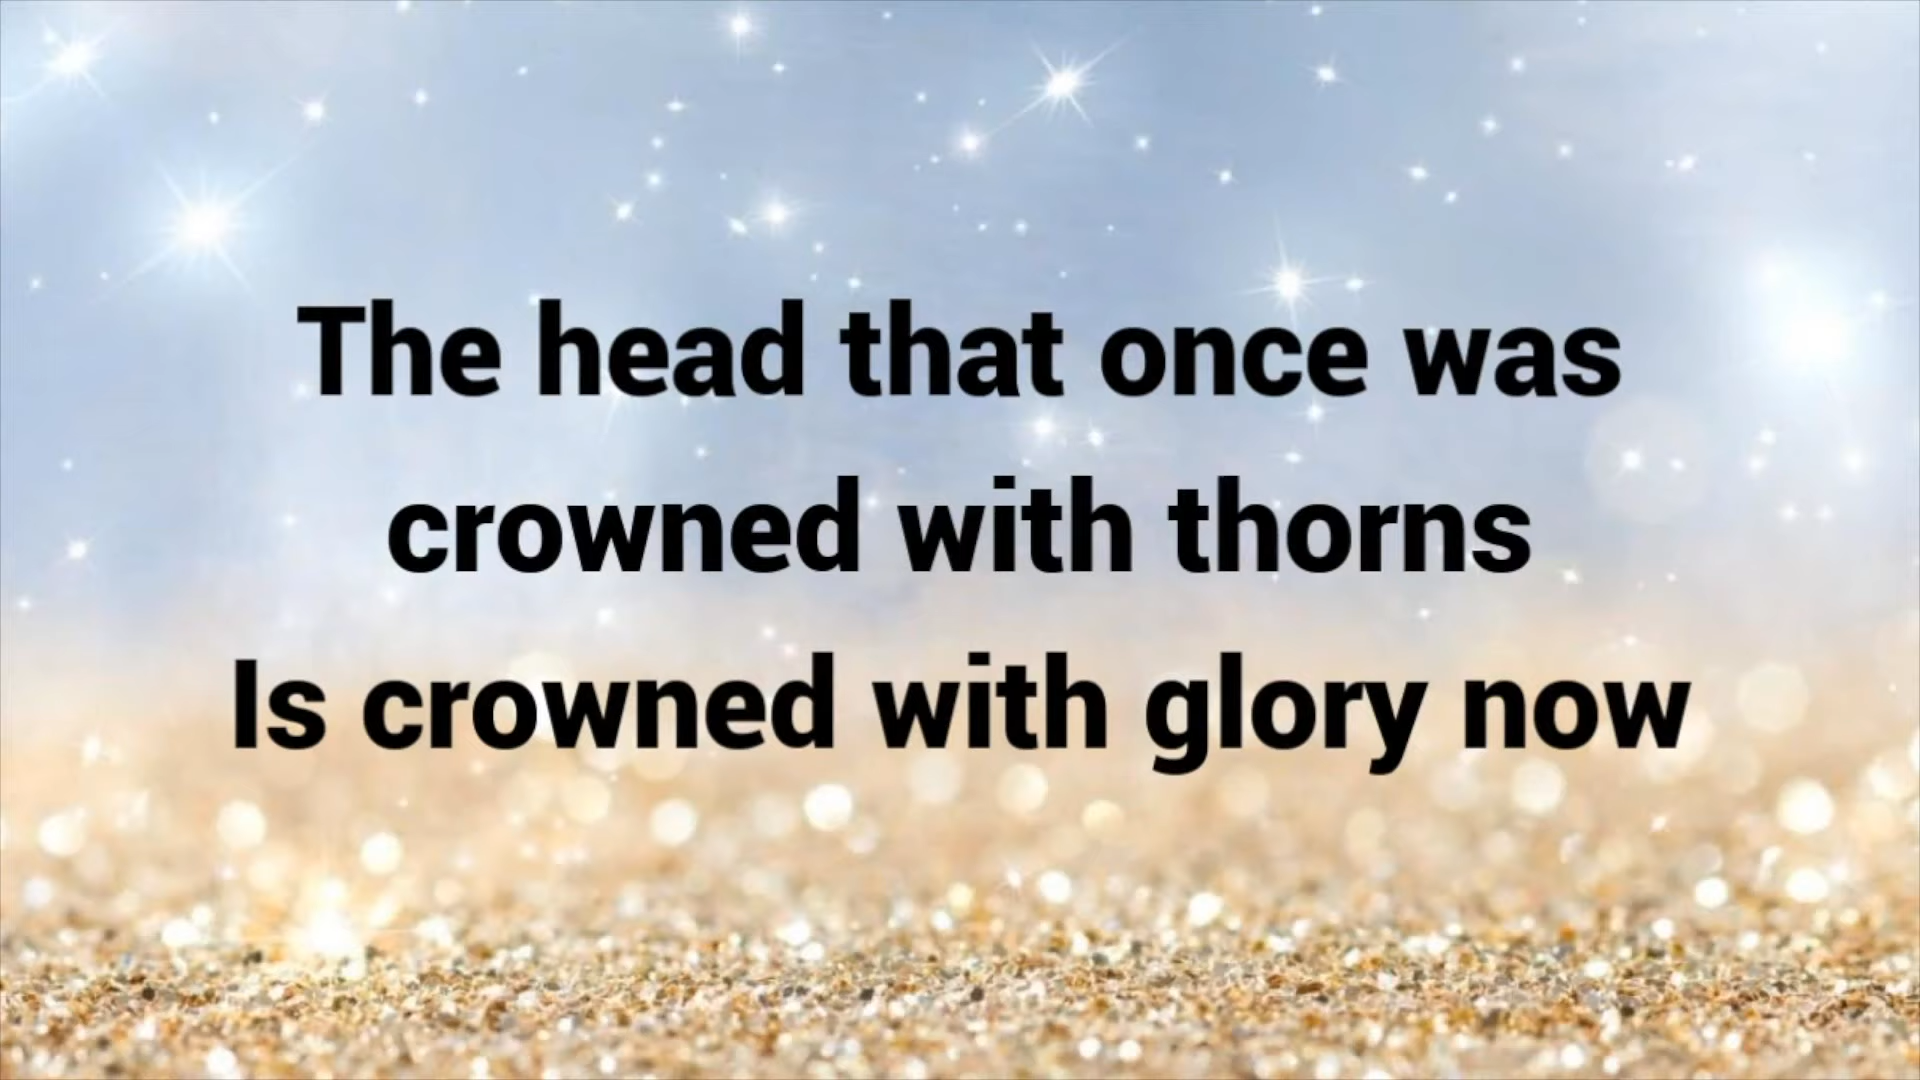 The head that once was
crowned with thorns
Is crowned with glory now